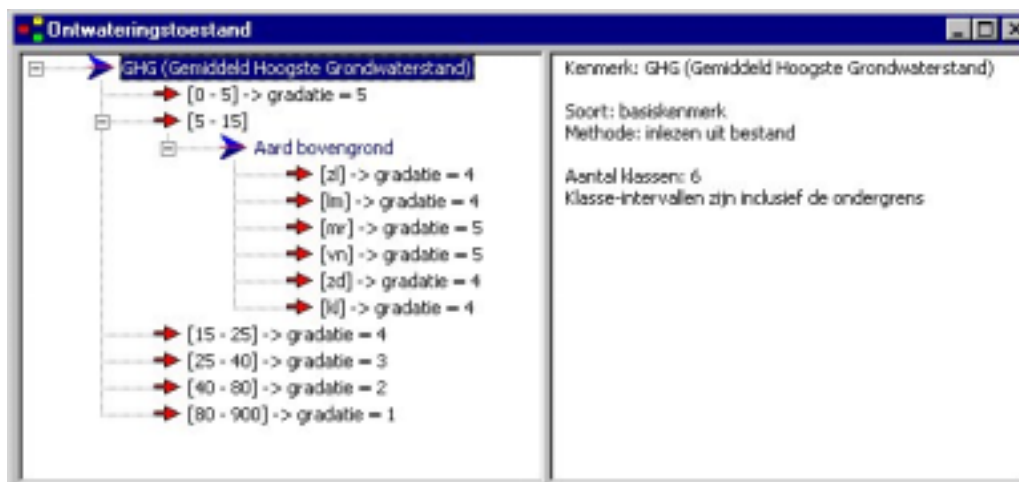 Ontwateringstoestand
GHG (Gemiddeld Hoogste Grondwaterstand)
[0 - 5] -> gradatie = 5
[5 - 15]
Aard bovengrond
[zl] -> gradatie = 4
[lm] -> gradatie = 4
[mr] -> gradatie = 5
[vn] -> gradatie = 5
[zd] -> gradatie = 4
[kl] -> gradatie = 4
[15 - 25] -> gradatie = 4
[25 - 40] -> gradatie = 3
[40 - 80] -> gradatie = 2
[80 - 900] -> gradatie = 1
Kenmerk: GHG (Gemiddeld Hoogste Grondwaterstand)
Soort: basiskenmerk
Methode: inlezen uit bestand
Aantal klassen: 6
Klasse-intervallen zijn inclusief de ondergrens